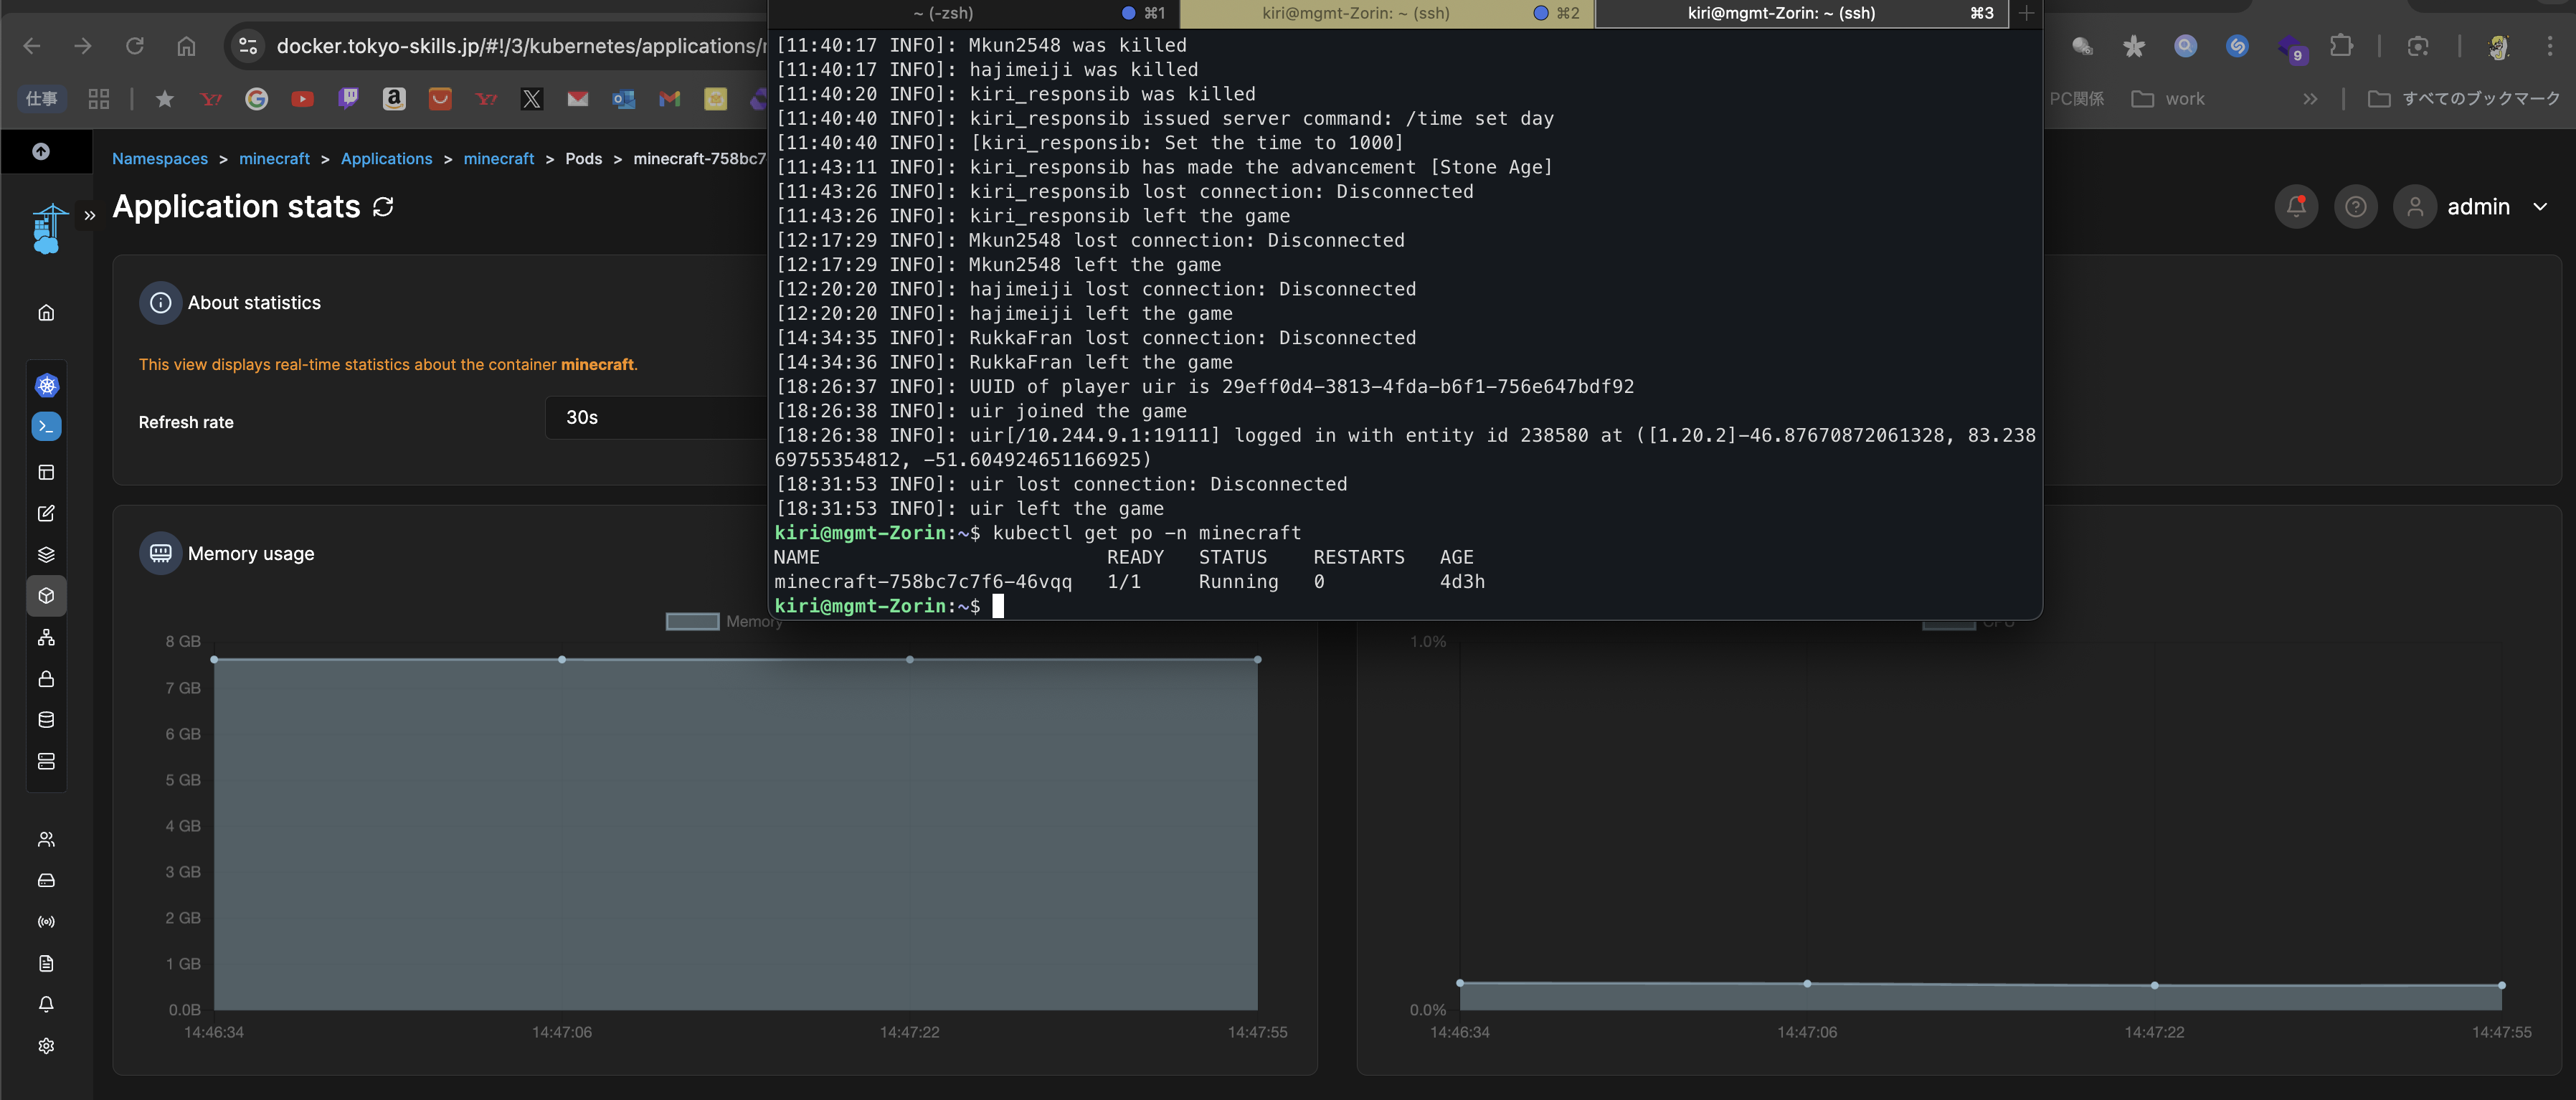 ~ (-zsh) ⌘1
kiri@mgmt-Zorin: ~ (ssh) ⌘2
kiri@mgmt-Zorin: ~ (ssh) ⌘3
docker.tokyo-skills.jp/#!/3/kubernetes/applications/
9
仕事
PC関係
work
すべてのブックマーク
Namespaces > minecraft > Applications > minecraft > Pods > minecraft-758bc7
Application stats
admin
About statistics
This view displays real-time statistics about the container minecraft.
Refresh rate
30s
[11:40:17 INFO]: Mkun2548 was killed
[11:40:17 INFO]: hajimeiji was killed
[11:40:20 INFO]: kiri_responsib was killed
[11:40:40 INFO]: kiri_responsib issued server command: /time set day
[11:40:40 INFO]: [kiri_responsib: Set the time to 1000]
[11:43:11 INFO]: kiri_responsib has made the advancement [Stone Age]
[11:43:26 INFO]: kiri_responsib lost connection: Disconnected
[11:43:26 INFO]: kiri_responsib left the game
[12:17:29 INFO]: Mkun2548 lost connection: Disconnected
[12:17:29 INFO]: Mkun2548 left the game
[12:20:20 INFO]: hajimeiji lost connection: Disconnected
[12:20:20 INFO]: hajimeiji left the game
[14:34:35 INFO]: RukkaFran lost connection: Disconnected
[14:34:36 INFO]: RukkaFran left the game
[18:26:37 INFO]: UUID of player uir is 29eff0d4-3813-4fda-b6f1-756e647bdf92
[18:26:38 INFO]: uir joined the game
[18:26:38 INFO]: uir[/10.244.9.1:19111] logged in with entity id 238580 at ([1.20.2]-46.87670872061328, 83.238
69755354812, -51.604924651166925)
[18:31:53 INFO]: uir lost connection: Disconnected
[18:31:53 INFO]: uir left the game
kiri@mgmt-Zorin:~$ kubectl get po -n minecraft
NAME READY STATUS RESTARTS AGE
minecraft-758bc7c7f6-46vqq 1/1 Running 0 4d3h
kiri@mgmt-Zorin:~$
Memory usage
Memory
8 GB
7 GB
6 GB
5 GB
4 GB
3 GB
2 GB
1 GB
0.0B
14:46:34 14:47:06 14:47:22 14:47:55
CPU
1.0%
0.0%
14:46:34 14:47:06 14:47:22 14:47:55